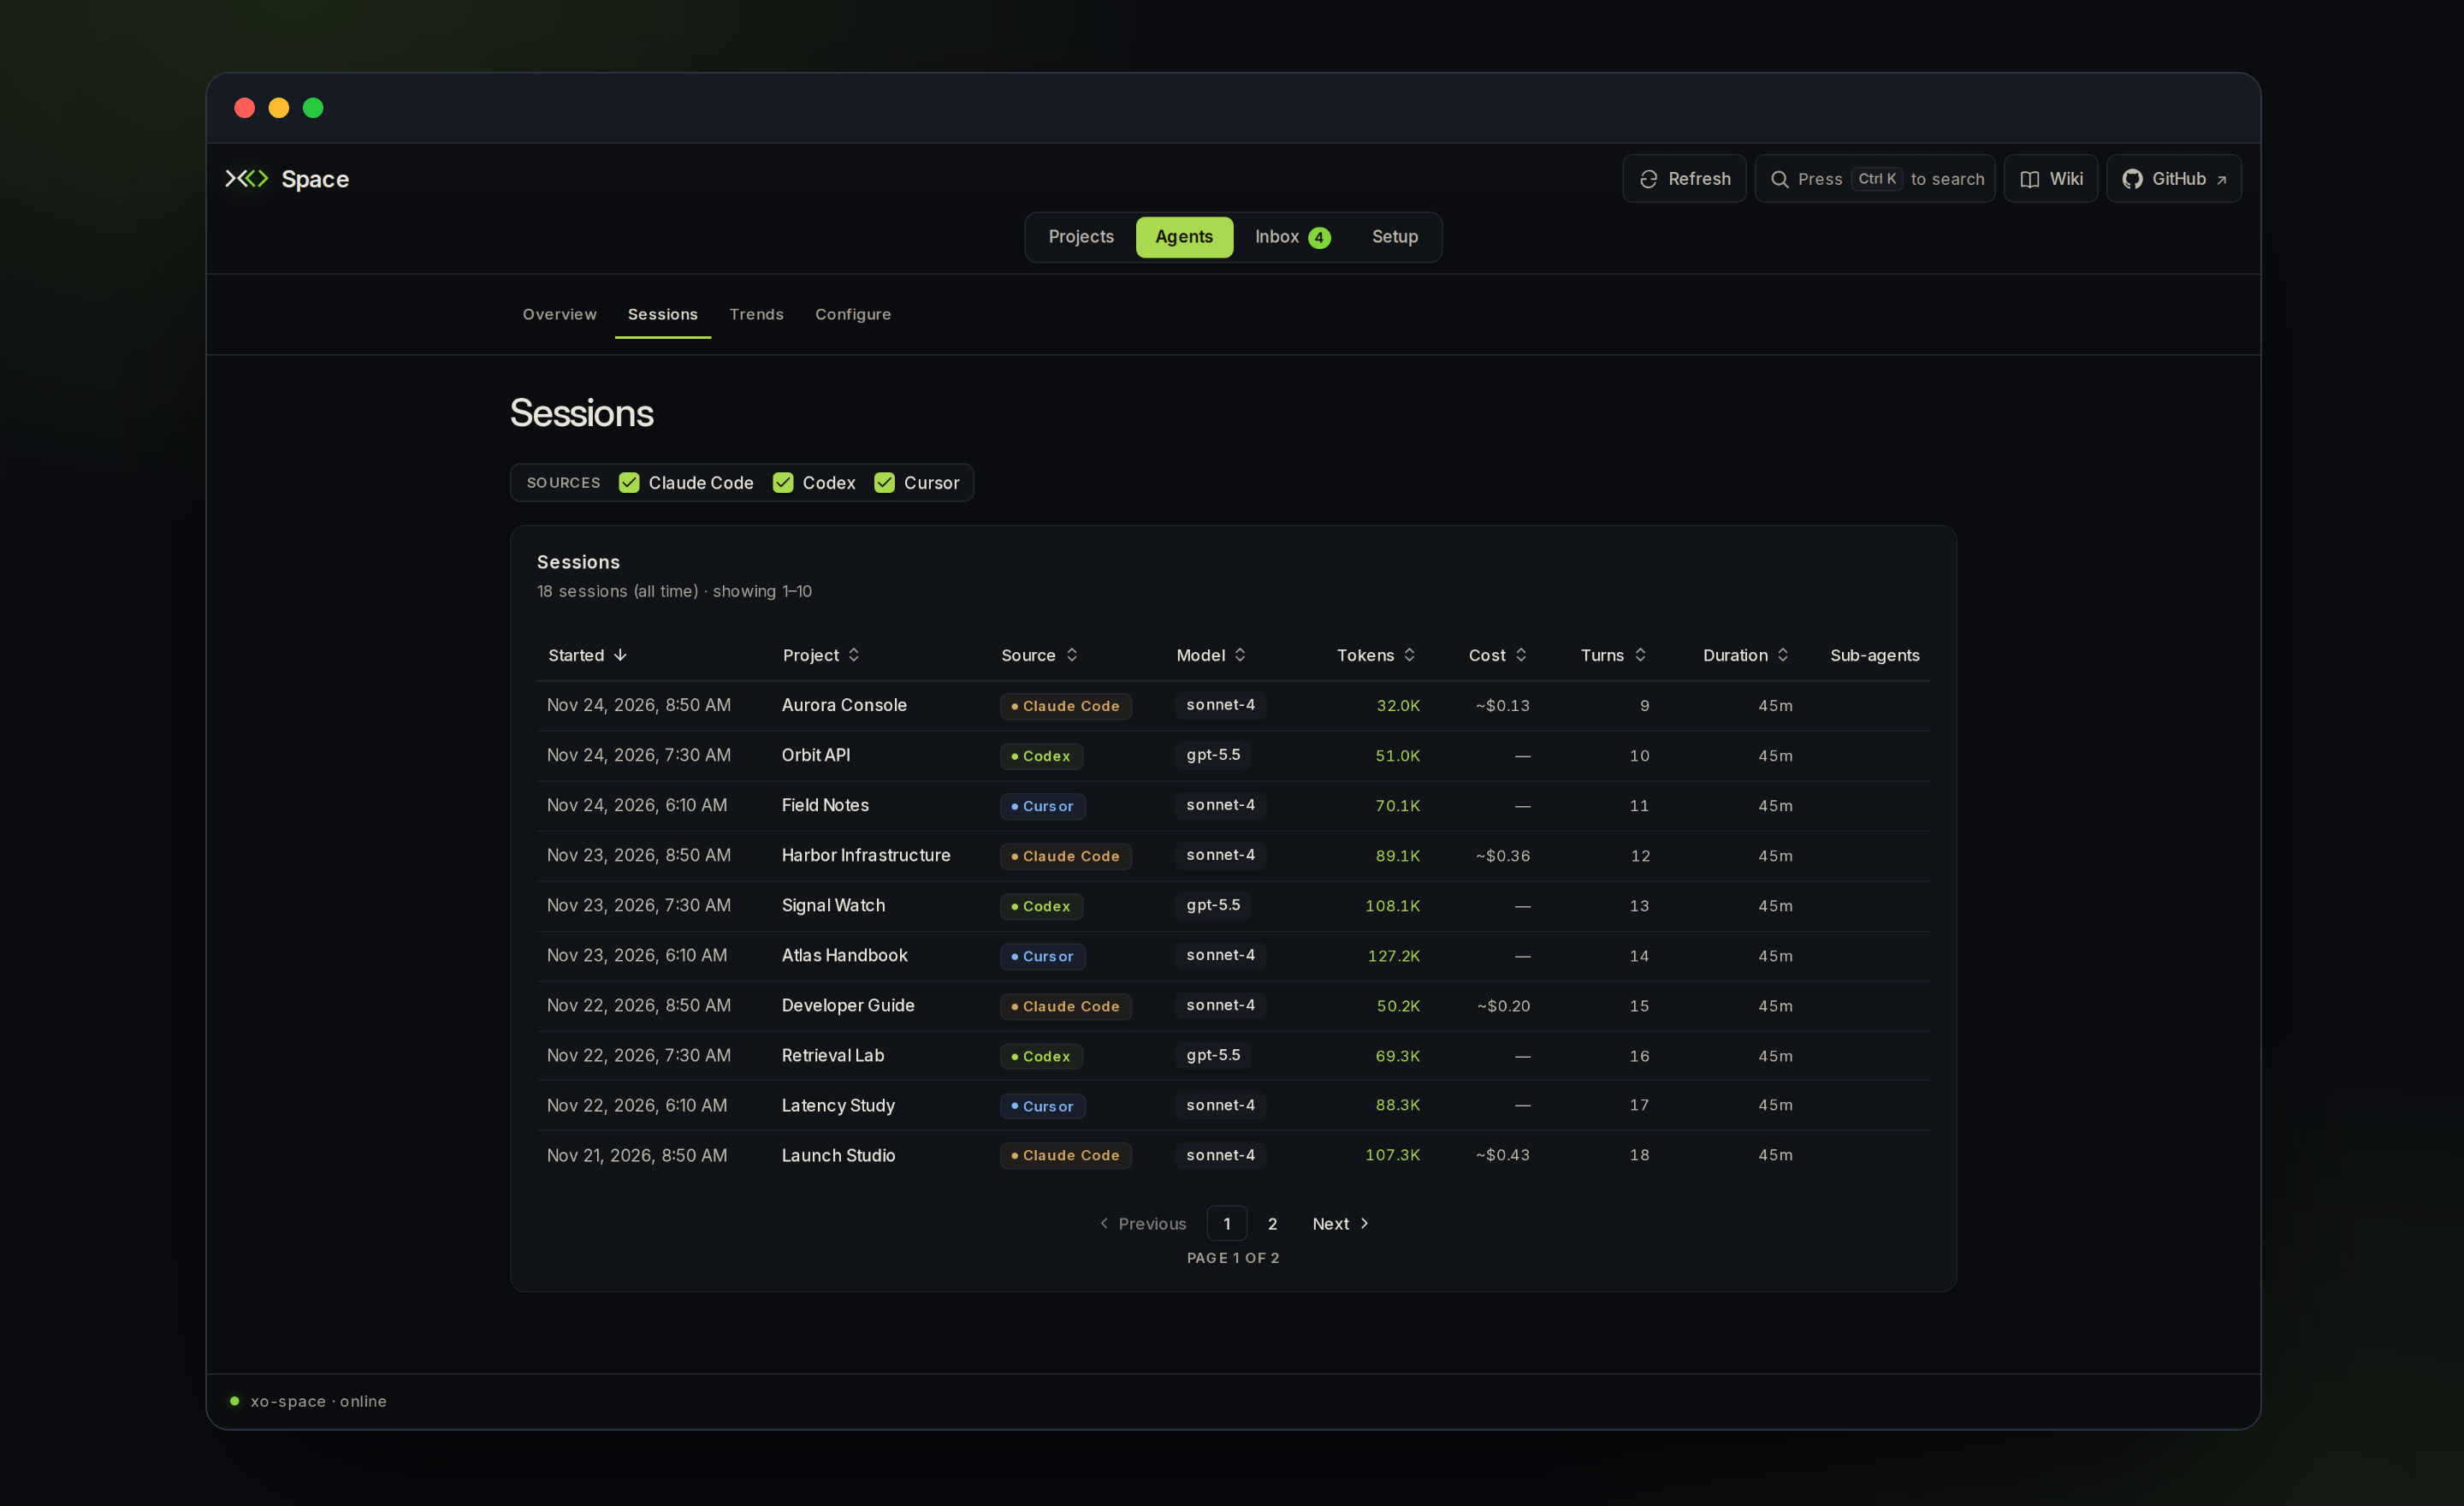 Space
Refresh
Press Ctrl K to search
Wiki
GitHub
Projects Agents Inbox 4 Setup
Overview Sessions Trends Configure
Sessions
SOURCES Claude Code Codex Cursor
Sessions
18 sessions (all time) · showing 1–10
Started Project Source Model Tokens Cost Turns Duration Sub-agents
Nov 24, 2026, 8:50 AM Aurora Console Claude Code sonnet-4 32.0K ~$0.13 9 45m
Nov 24, 2026, 7:30 AM Orbit API Codex gpt-5.5 51.0K — 10 45m
Nov 24, 2026, 6:10 AM Field Notes Cursor sonnet-4 70.1K — 11 45m
Nov 23, 2026, 8:50 AM Harbor Infrastructure Claude Code sonnet-4 89.1K ~$0.36 12 45m
Nov 23, 2026, 7:30 AM Signal Watch Codex gpt-5.5 108.1K — 13 45m
Nov 23, 2026, 6:10 AM Atlas Handbook Cursor sonnet-4 127.2K — 14 45m
Nov 22, 2026, 8:50 AM Developer Guide Claude Code sonnet-4 50.2K ~$0.20 15 45m
Nov 22, 2026, 7:30 AM Retrieval Lab Codex gpt-5.5 69.3K — 16 45m
Nov 22, 2026, 6:10 AM Latency Study Cursor sonnet-4 88.3K — 17 45m
Nov 21, 2026, 8:50 AM Launch Studio Claude Code sonnet-4 107.3K ~$0.43 18 45m
Previous 1 2 Next
PAGE 1 OF 2
xo-space · online